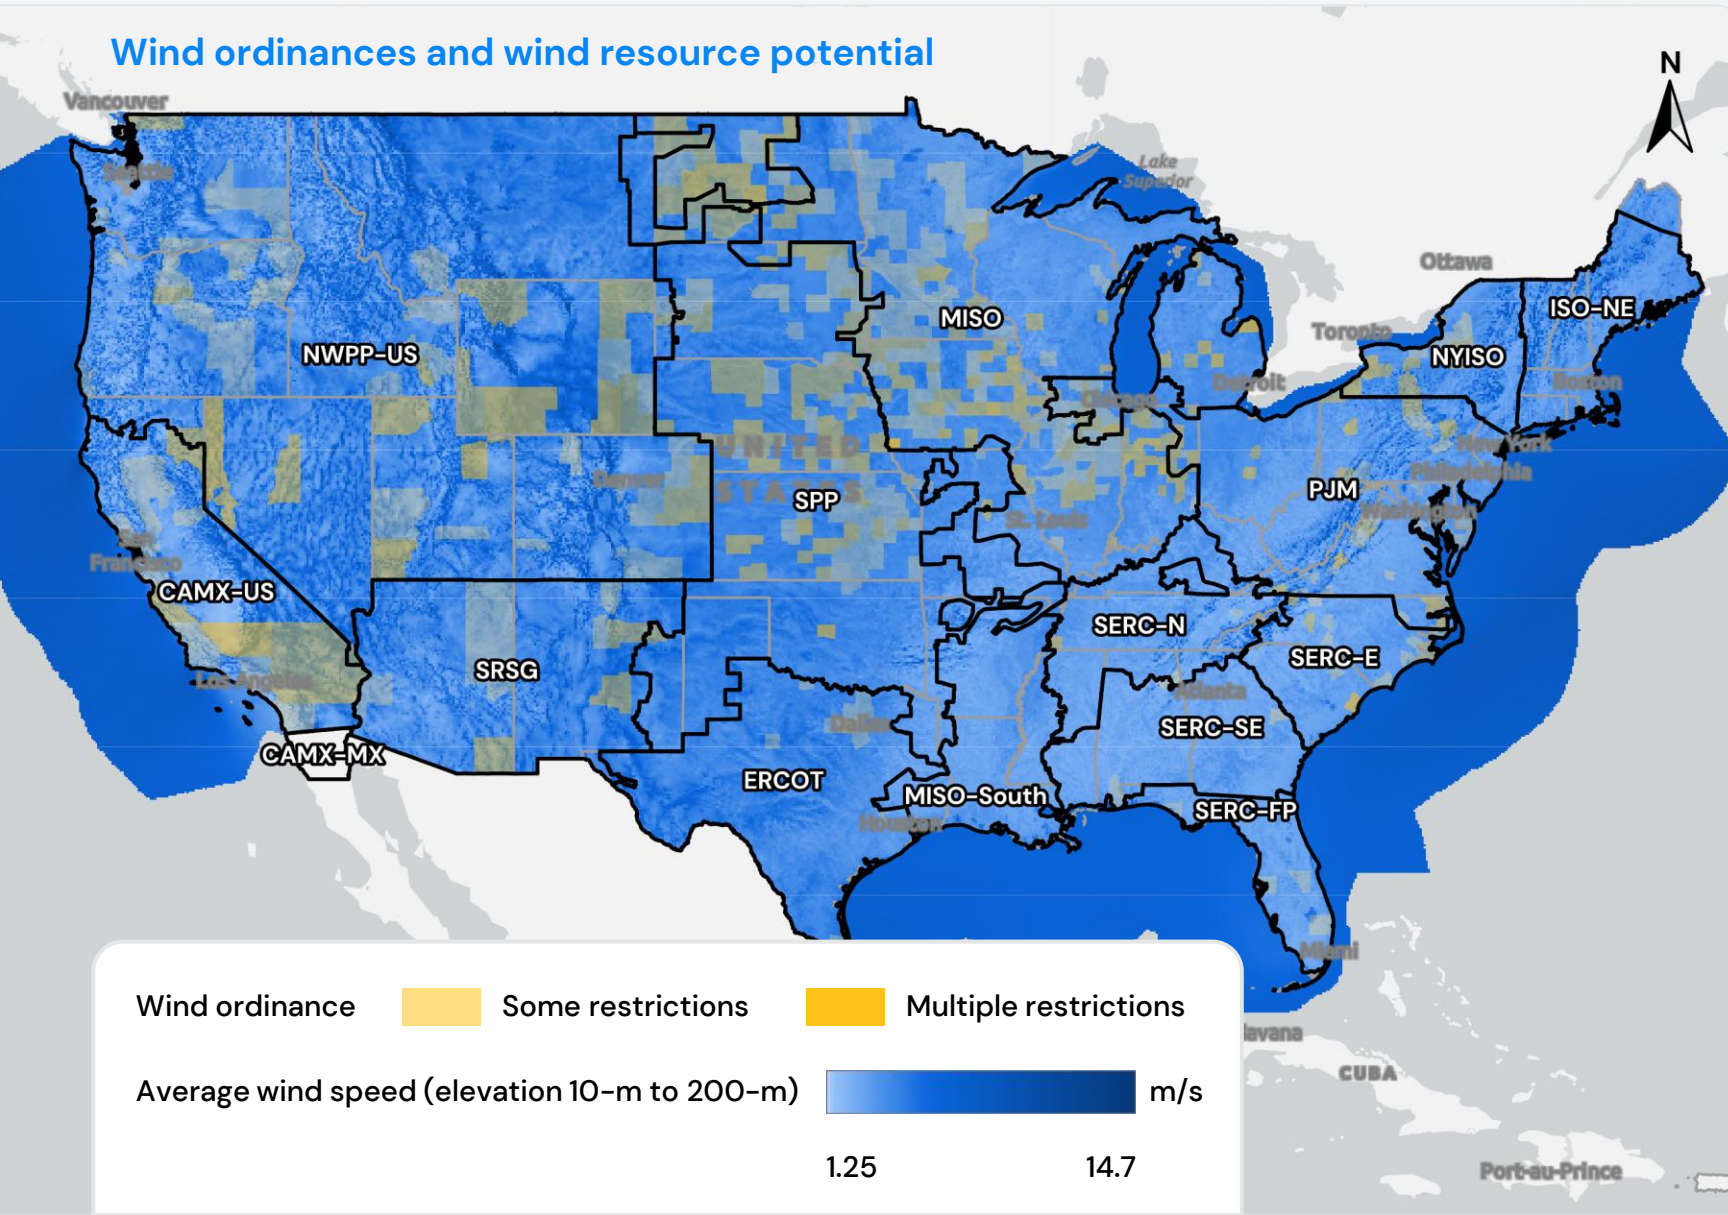 Wind ordinances and wind resource potential
N
Vancouver
Seattle
Lake
Superior
Ottawa
ISO-NE
MISO
Toronto
NWPP-US
NYISO
Detroit
Boston
Chicago
UNITED
New York
Denver
Philadelphia
STATES
SPP
PJM
Washington
St. Louis
San
Francisco
CAMX-US
SERC-N
SERC-E
SRSG
Los Angeles
Atlanta
Dallas
SERC-SE
CAMX-MX
ERCOT
MISO-South
SERC-FP
Houston
Miami
Wind ordinance
Some restrictions
Multiple restrictions
avana
CUBA
Average wind speed (elevation 10-m to 200-m)
m/s
1.25
14.7
Port-au-Prince